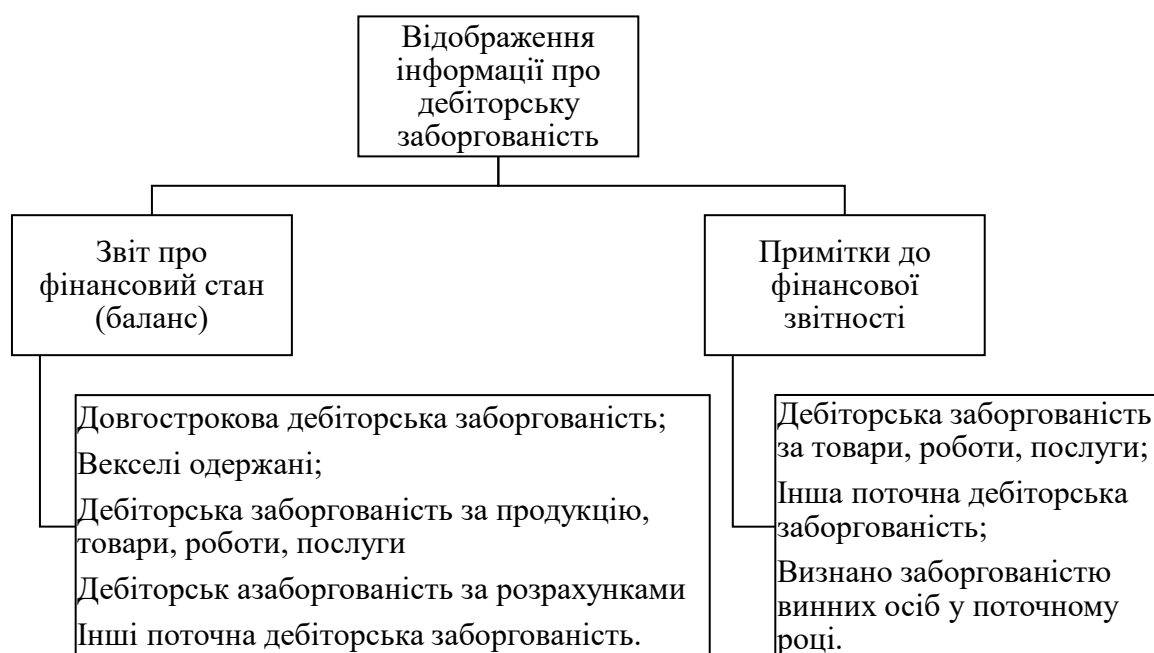 Відображення
інформації про
дебіторську
заборгованість
Звіт про
фінансовий стан
(баланс)
Примітки до
фінансової
звітності
Довгострокова дебіторська заборгованість;
Векселі одержані;
Дебіторська заборгованість за продукцію,
товари, роботи, послуги
Дебіторськ азаборгованість за розрахунками
Інші поточна дебіторська заборгованість.
Дебіторська заборгованість
за товари, роботи, послуги;
Інша поточна дебіторська
заборгованість;
Визнано заборгованістю
винних осіб у поточному
році.